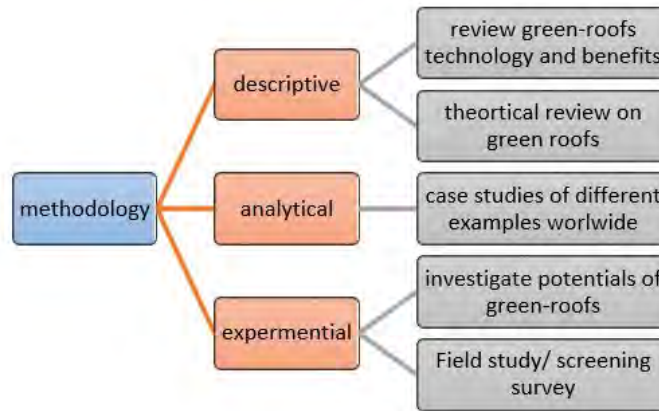 methodology
descriptive
review green-roofs
technology and benefits
theortical review on
green roofs
analytical
case studies of different
examples worlwide
expermential
investigate potentials of
green-roofs
Field study/ screening
survey